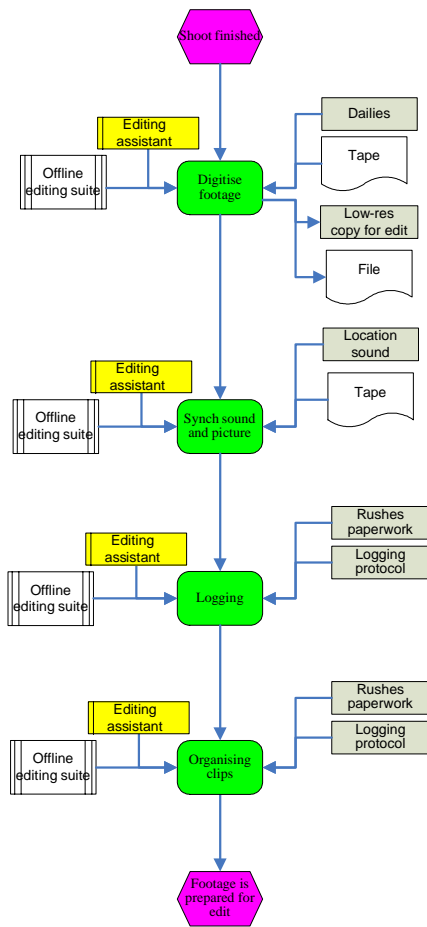 Shoot finished
Editing
assistant
Dailies
Offline
editing suite
Tape
Digitise
footage
Low-res
copy for edit
File
Location
sound
Editing
assistant
Tape
Offline
editing suite
Synch sound
and picture
Rushes
paperwork
Editing
assistant
Logging
protocol
Offline
editing suite
Logging
Rushes
paperwork
Editing
assistant
Logging
protocol
Offline
editing suite
Organising
clips
Footage is
prepared for
edit